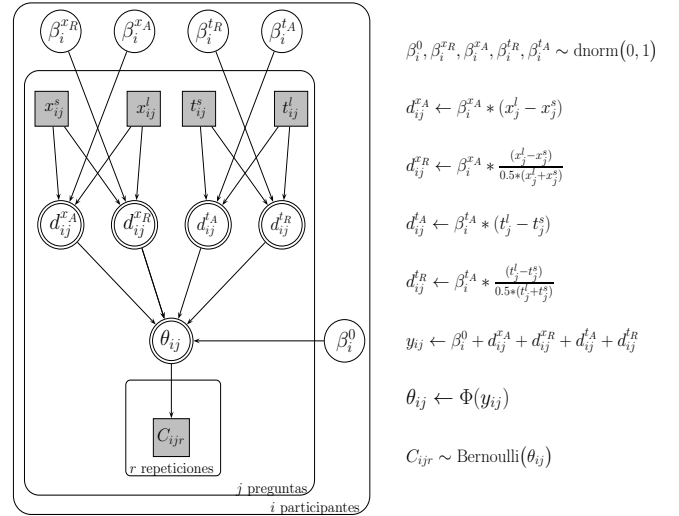 β_i^{x_R} β_i^{x_A} β_i^{t_R} β_i^{t_A}
x_{ij}^s x_{ij}^l t_{ij}^s t_{ij}^l
d_{ij}^{x_A} d_{ij}^{x_R} d_{ij}^{t_A} d_{ij}^{t_R}
θ_{ij} β_i^0
C_{ijr}
r repeticiones
j preguntas
i participantes
β_i^0, β_i^{x_R}, β_i^{x_A}, β_i^{t_R}, β_i^{t_A} ∼ dnorm(0, 1)
d_{ij}^{x_A} ← β_i^{x_A} * (x_j^l − x_j^s)
d_{ij}^{x_R} ← β_i^{x_A} * (x_j^l−x_j^s) / 0.5*(x_j^l+x_j^s)
d_{ij}^{t_A} ← β_i^{t_A} * (t_j^l − t_j^s)
d_{ij}^{t_R} ← β_i^{t_A} * (t_j^l−t_j^s) / 0.5*(t_j^l+t_j^s)
y_{ij} ← β_i^0 + d_{ij}^{x_A} + d_{ij}^{x_R} + d_{ij}^{t_A} + d_{ij}^{t_R}
θ_{ij} ← Φ(y_{ij})
C_{ijr} ∼ Bernoulli(θ_{ij})